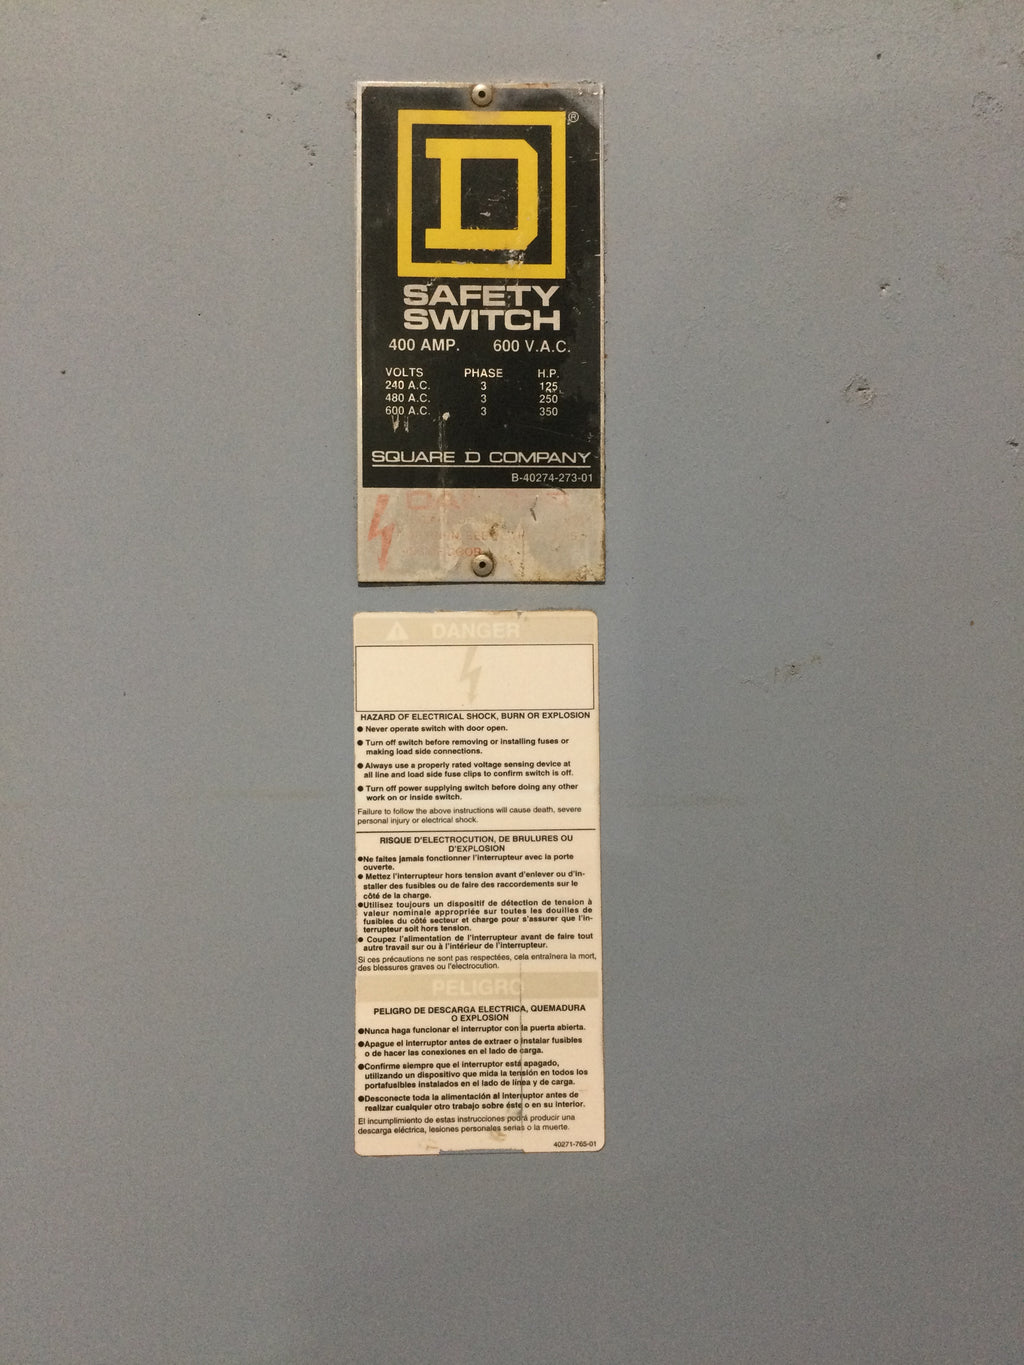 D ®
SAFETY
SWITCH
400 AMP. 600 V.A.C.
VOLTS PHASE H.P.
240 A.C. 3 125
480 A.C. 3 250
600 A.C. 3 350
SQUARE D COMPANY
B-40274-273-01
DANGER
HAZARD OF ELECTRICAL SHOCK, BURN OR EXPLOSION
● Never operate switch with door open.
● Turn off switch before removing or installing fuses or
making load side connections.
● Always use a properly rated voltage sensing device at
all line and load side fuse clips to confirm switch is off.
● Turn off power supplying switch before doing any other
work on or inside switch.
Failure to follow the above instructions will cause death, severe
personal injury or electrical shock.
RISQUE D'ELECTROCUTION, DE BRULURES OU
D'EXPLOSION
●Ne faites jamais fonctionner l'interrupteur avec la porte
ouverte.
● Mettez l'interrupteur hors tension avant d'enlever ou d'in-
staller des fusibles ou de faire des raccordements sur le
côté de la charge.
●Utilisez toujours un dispositif de détection de tension à
valeur nominale appropriée sur toutes les douilles de
fusibles du côté secteur et charge pour s'assurer que l'in-
terrupteur soit hors tension.
● Coupez l'alimentation de l'interrupteur avant de faire tout
autre travail sur ou à l'intérieur de l'interrupteur.
Si ces précautions ne sont pas respectées, cela entraînera la mort,
des blessures graves ou l'electrocution.
PELIGRO
PELIGRO DE DESCARGA ELECTRICA, QUEMADURA
O EXPLOSION
●Nunca haga funcionar el interruptor con la puerta abierta.
●Apague el interruptor antes de extraer o instalar fusibles
o de hacer las conexiones en el lado de carga.
●Confirme siempre que el interruptor está apagado,
utilizando un dispositivo que mida la tensión en todos los
portafusibles instalados en el lado de línea y de carga.
●Desconecte toda la alimentación al interruptor antes de
realizar cualquier otro trabajo sobre éste o en su interior.
El incumplimiento de estas instrucciones podrá producir una
descarga eléctrica, lesiones personales serias o la muerte.
40271-765-01